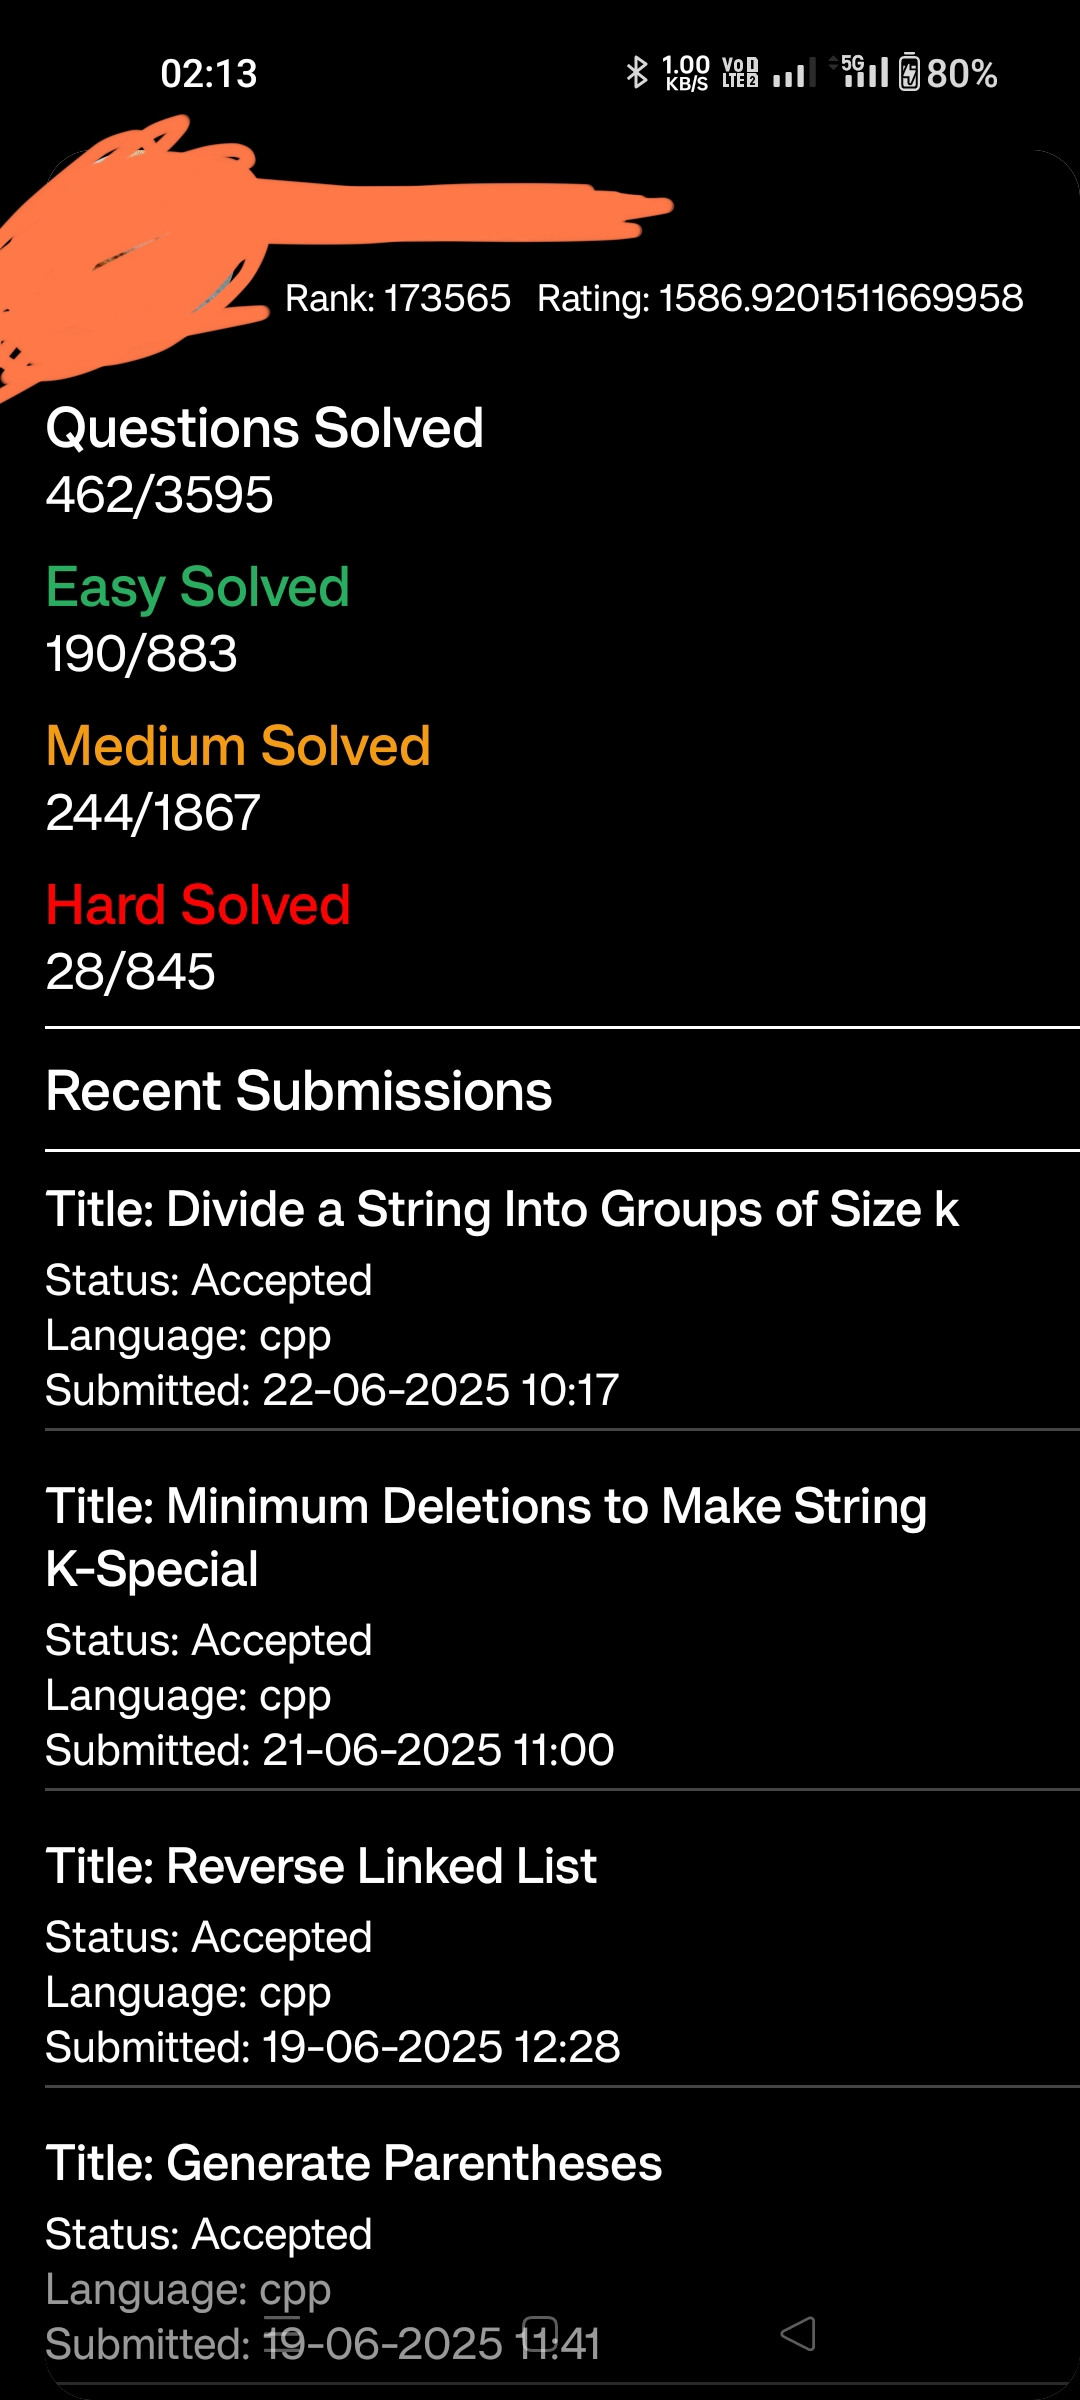 02:13
1.00 KB/S VoLTE2 5G 80%
Rank: 173565 Rating: 1586.9201511669958
Questions Solved
462/3595
Easy Solved
190/883
Medium Solved
244/1867
Hard Solved
28/845
Recent Submissions
Title: Divide a String Into Groups of Size k
Status: Accepted
Language: cpp
Submitted: 22-06-2025 10:17
Title: Minimum Deletions to Make String
K-Special
Status: Accepted
Language: cpp
Submitted: 21-06-2025 11:00
Title: Reverse Linked List
Status: Accepted
Language: cpp
Submitted: 19-06-2025 12:28
Title: Generate Parentheses
Status: Accepted
Language: cpp
Submitted: 19-06-2025 11:41